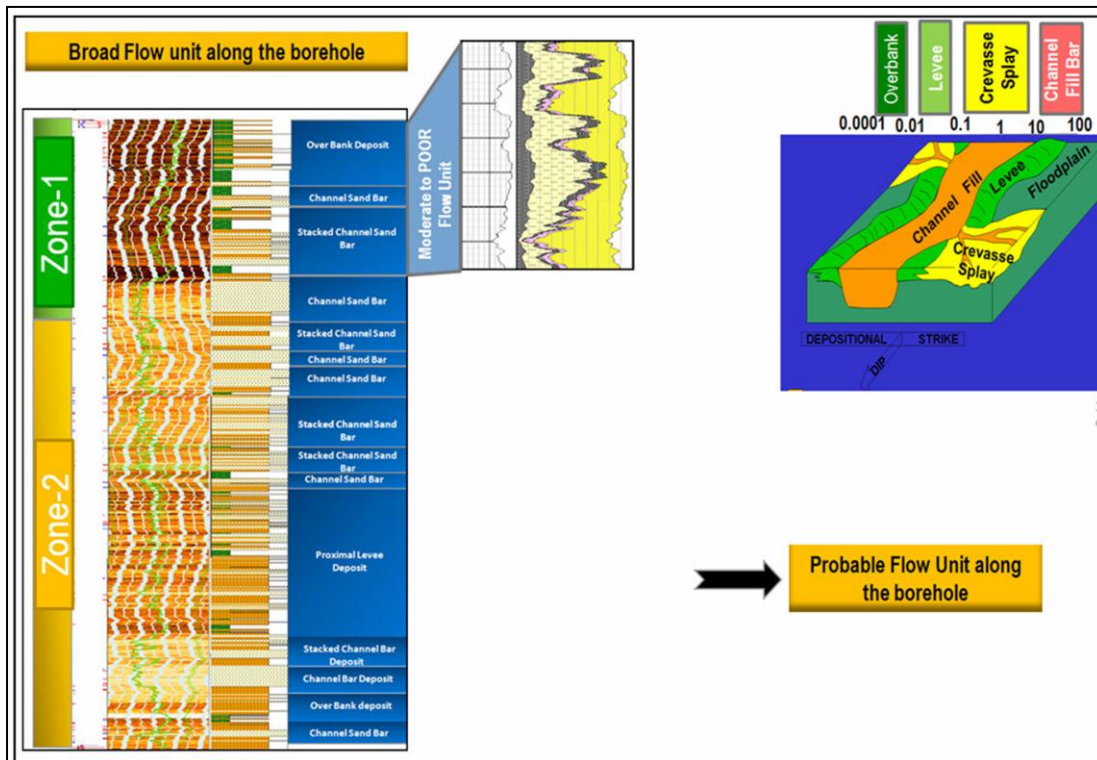 Broad Flow unit along the borehole
Zone-1
Zone-2
Over Bank Deposit
Channel Sand Bar
Stacked Channel Sand
Bar
Channel Sand Bar
Stacked Channel Sand
Bar
Channel Sand Bar
Channel Sand Bar
Stacked Channel Sand
Bar
Stacked Channel Sand
Bar
Channel Sand Bar
Proximal Levee
Deposit
Stacked Channel Bar
Deposit
Channel Bar Deposit
Over Bank deposit
Channel Sand Bar
Moderate to POOR
Flow Unit
Overbank
Levee
Crevasse
Splay
Channel
Fill Bar
0.0001 0.01 0.1 1 10 100
Channel Fill
Levee
Floodplain
Crevasse
Splay
DEPOSITIONAL STRIKE
DIP
Probable Flow Unit along
the borehole